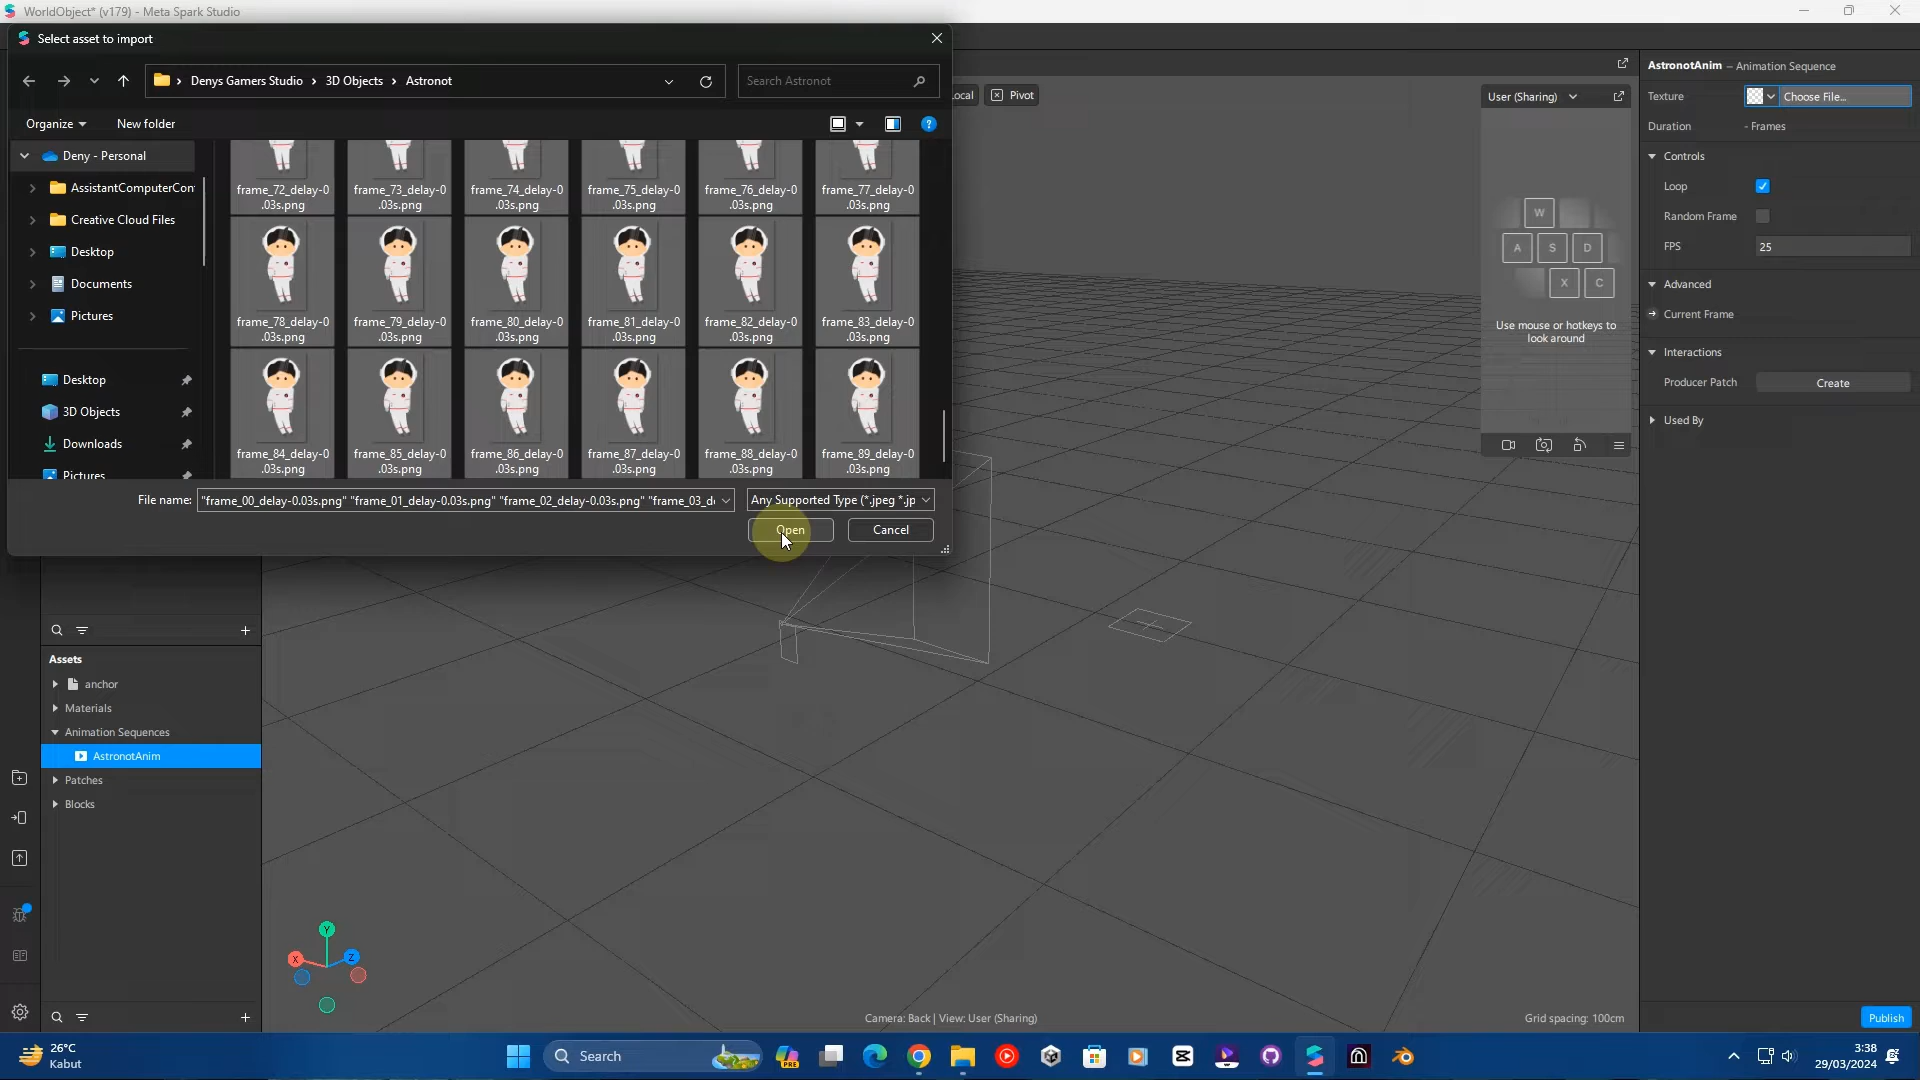 WorldObject* (v179) - Meta Spark Studio
Select asset to import
Denys Gamers Studio › 3D Objects › Astronot
Search Astronot
Organize
New folder
Deny - Personal
AssistantComputerCon
Creative Cloud Files
Desktop
Documents
Pictures
Desktop
3D Objects
Downloads
Pictures
frame_72_delay-0
.03s.png
frame_73_delay-0
.03s.png
frame_74_delay-0
.03s.png
frame_75_delay-0
.03s.png
frame_76_delay-0
.03s.png
frame_77_delay-0
.03s.png
frame_78_delay-0
.03s.png
frame_79_delay-0
.03s.png
frame_80_delay-0
.03s.png
frame_81_delay-0
.03s.png
frame_82_delay-0
.03s.png
frame_83_delay-0
.03s.png
frame_84_delay-0
.03s.png
frame_85_delay-0
.03s.png
frame_86_delay-0
.03s.png
frame_87_delay-0
.03s.png
frame_88_delay-0
.03s.png
frame_89_delay-0
.03s.png
File name: "frame_00_delay-0.03s.png" "frame_01_delay-0.03s.png" "frame_02_delay-0.03s.png" "frame_03_d
Any Supported Type (*.jpeg *.jp
Open
Cancel
ocal
Pivot
User (Sharing)
W
A S D
X C
Use mouse or hotkeys to
look around
AstronotAnim – Animation Sequence
Texture
Choose File...
Duration - Frames
Controls
Loop
Random Frame
FPS 25
Advanced
Current Frame
Interactions
Producer Patch Create
Used By
Assets
anchor
Materials
Animation Sequences
AstronotAnim
Patches
Blocks
Y
X
Z
Camera: Back | View: User (Sharing)
Grid spacing: 100cm
Publish
26°C
Kabut
Search
PRE
3:38
29/03/2024